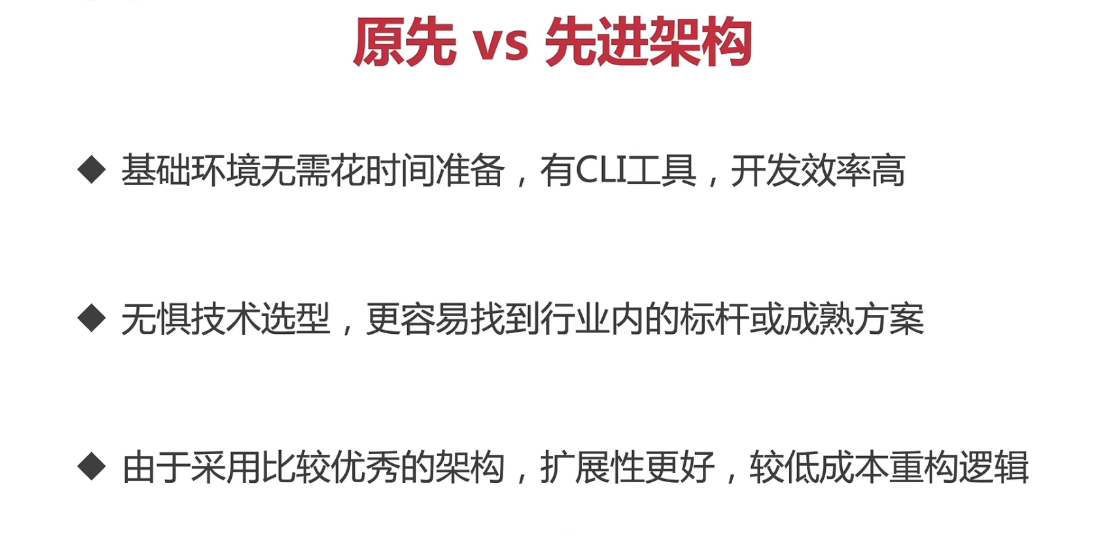 原先 vs 先进架构
◆ 基础环境无需花时间准备，有CLI工具，开发效率高
◆ 无惧技术选型，更容易找到行业内的标杆或成熟方案
◆ 由于采用比较优秀的架构，扩展性更好，较低成本重构逻辑